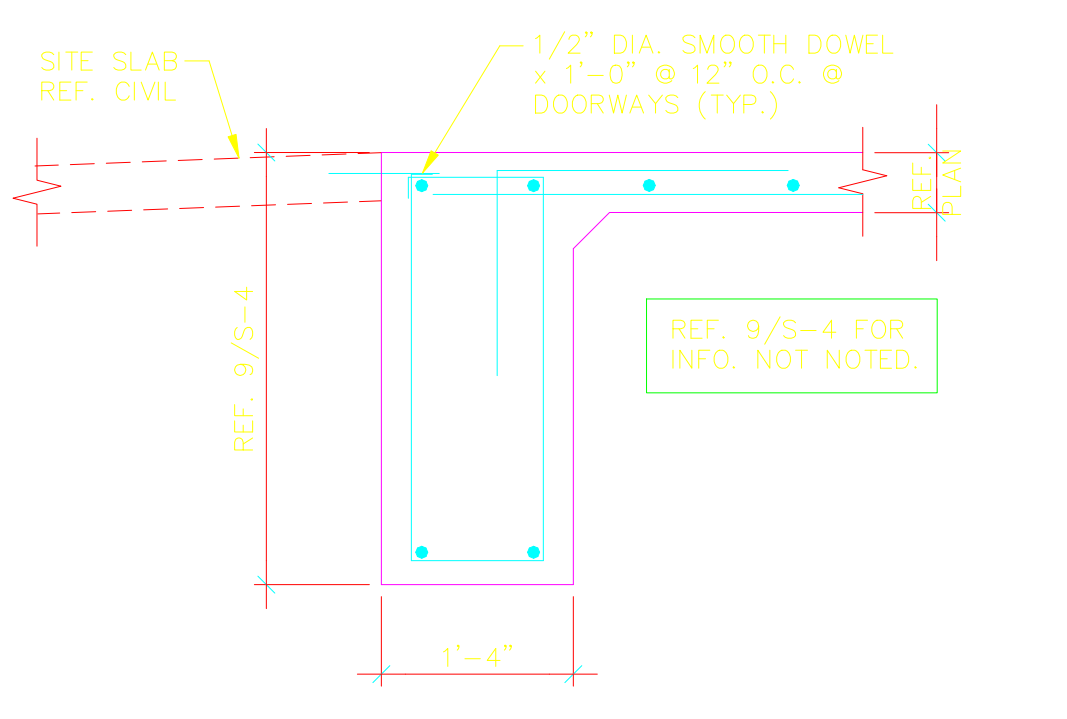 SITE SLAB
REF. CIVIL
1/2" DIA. SMOOTH DOWEL
x 1'-0" @ 12" O.C. @
DOORWAYS (TYP.)
REF.
PLAN
REF. 9/S-4
REF. 9/S-4 FOR
INFO. NOT NOTED.
1'-4"